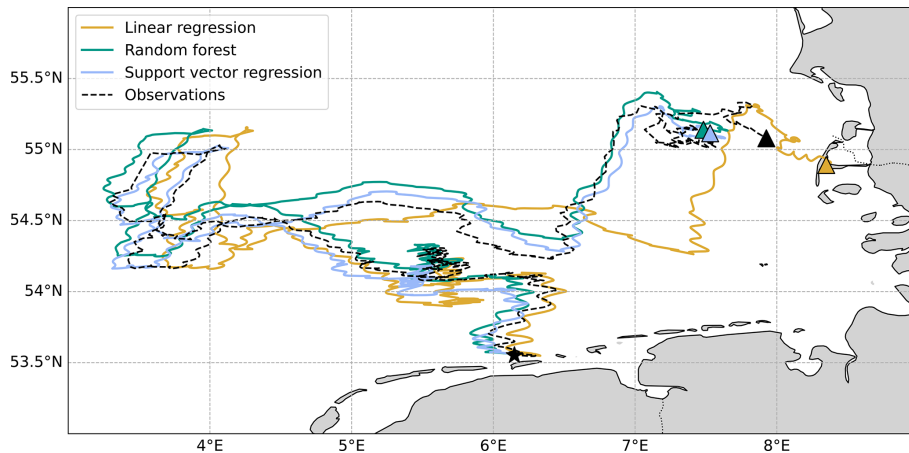 Linear regression
Random forest
Support vector regression
Observations
55.5°N
55°N
54.5°N
54°N
53.5°N
4°E
5°E
6°E
7°E
8°E